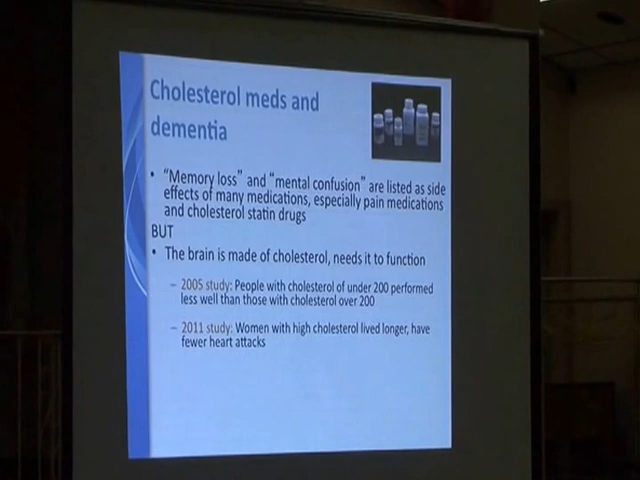 Cholesterol meds and
dementia
• “Memory loss” and “mental confusion” are listed as side
effects of many medications, especially pain medications
and cholesterol statin drugs
BUT
• The brain is made of cholesterol, needs it to function
– 2005 study: People with cholesterol of under 200 performed
less well than those with cholesterol over 200
– 2011 study: Women with high cholesterol lived longer, have
fewer heart attacks